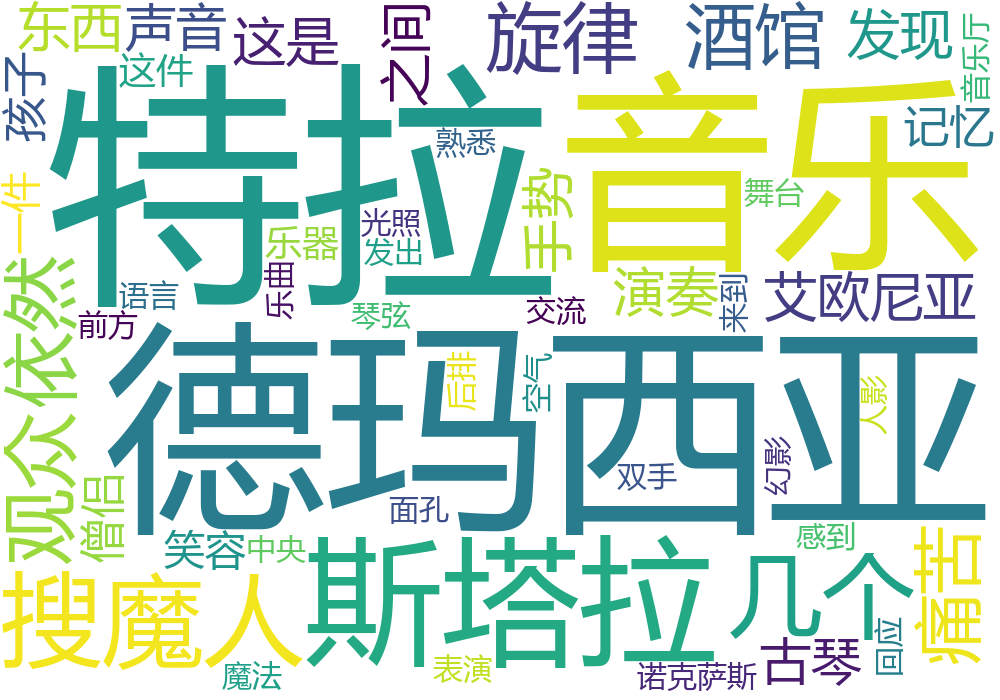 东西
声音
这是
之间
旋律
酒馆
发现
音乐厅
孩子
这件
特拉
熟悉
音乐
记忆
一件
光照
发出
手势
舞台
乐器
语言
乐曲
演奏
来到
艾欧尼亚
依然
前方
琴弦
交流
德玛西亚
后排
空气
人影
观众
双手
幻影
僧侣
面孔
感到
笑容
中央
搜魔人
斯塔拉
几个
痛苦
魔法
表演
诺克萨斯
古琴
回应